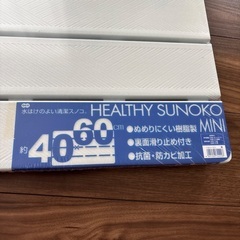 水はけのよい清潔スノコ。
HEALTHY SUNOKO
MINI
約40 60cm
●ぬめりにくい樹脂製
●裏面滑り止め付き
●抗菌・防カビ加工